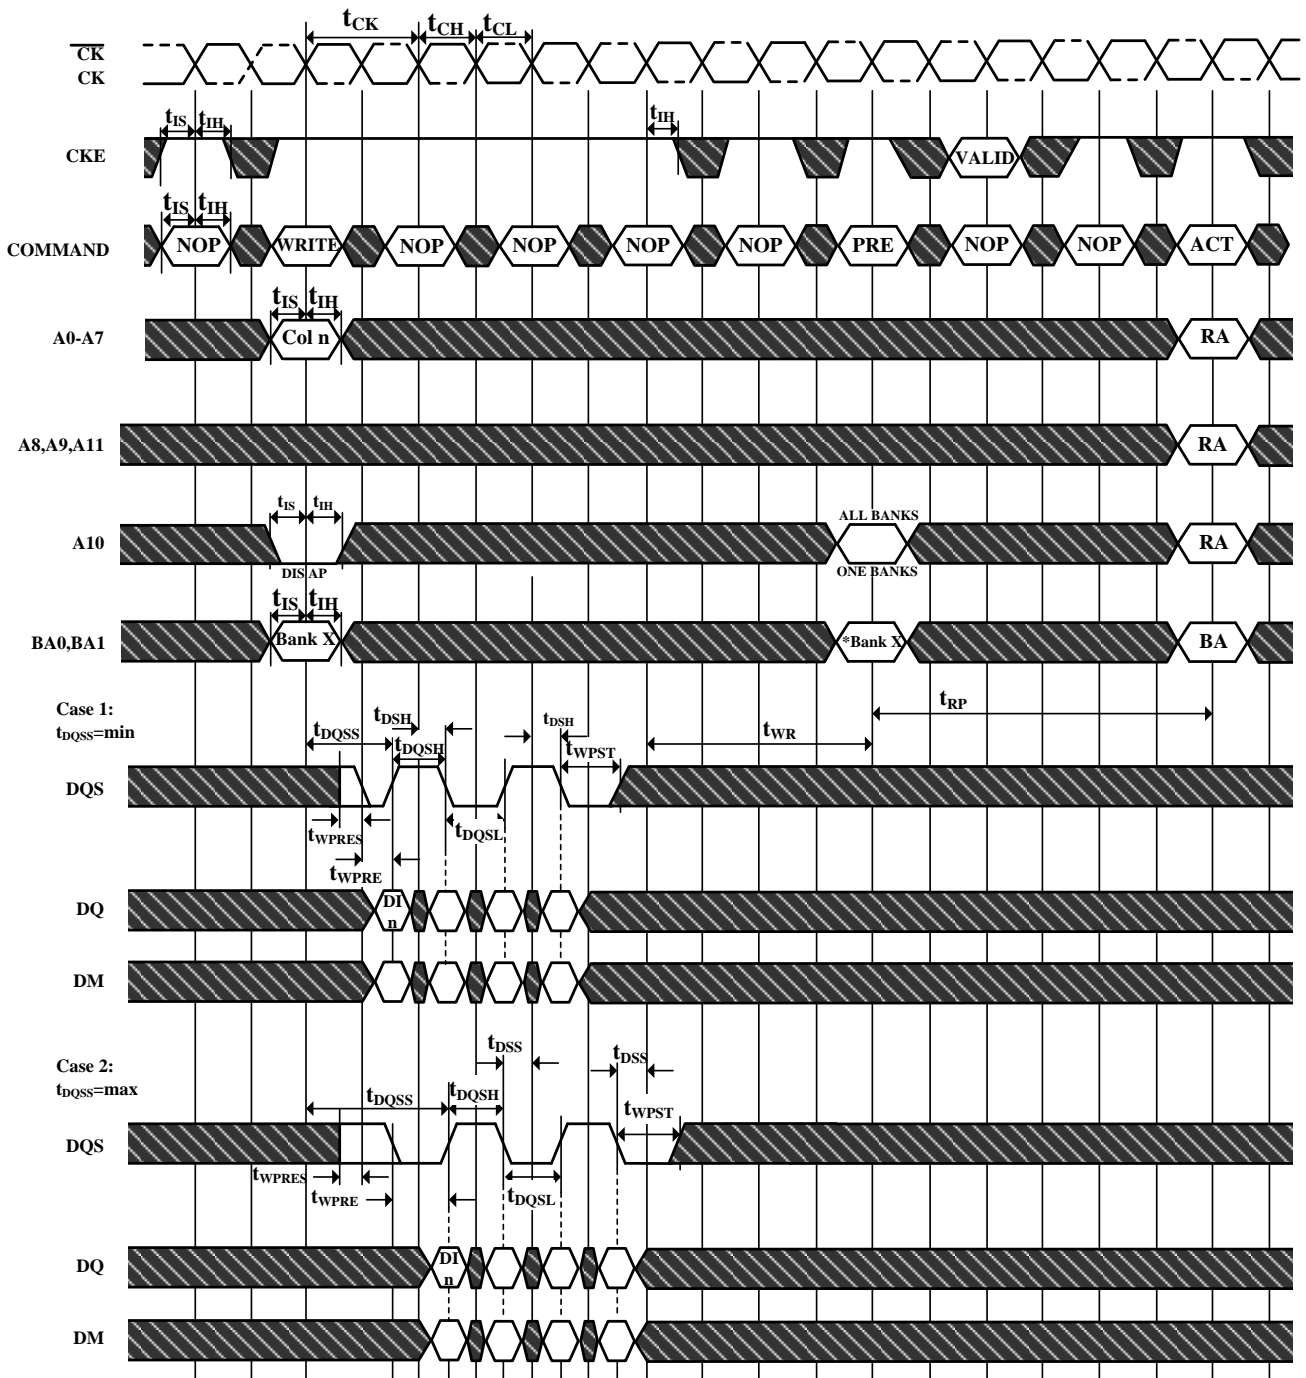 tCK tCH tCL
CK
CK
tIS tIH tIH
CKE VALID
tIS tIH
COMMAND NOP WRITE NOP NOP NOP NOP PRE NOP NOP ACT
tIS tIH
A0-A7 Col n RA
A8,A9,A11 RA
tIS tIH ALL BANKS
A10 RA
DIS AP ONE BANKS
tIS tIH
BA0,BA1 Bank X *Bank X BA
Case 1:
tDQSS=min
tDQSS tDSH tDSH tWR tRP
tDQSH tWPST
DQS
tWPRES tDQSL
tWPRE
DQ DI
n
DM
Case 2:
tDQSS=max
tDSS tDSS
tDQSS tDQSH tWPST
DQS
tWPRES tWPRE tDQSL
DQ DI
n
DM